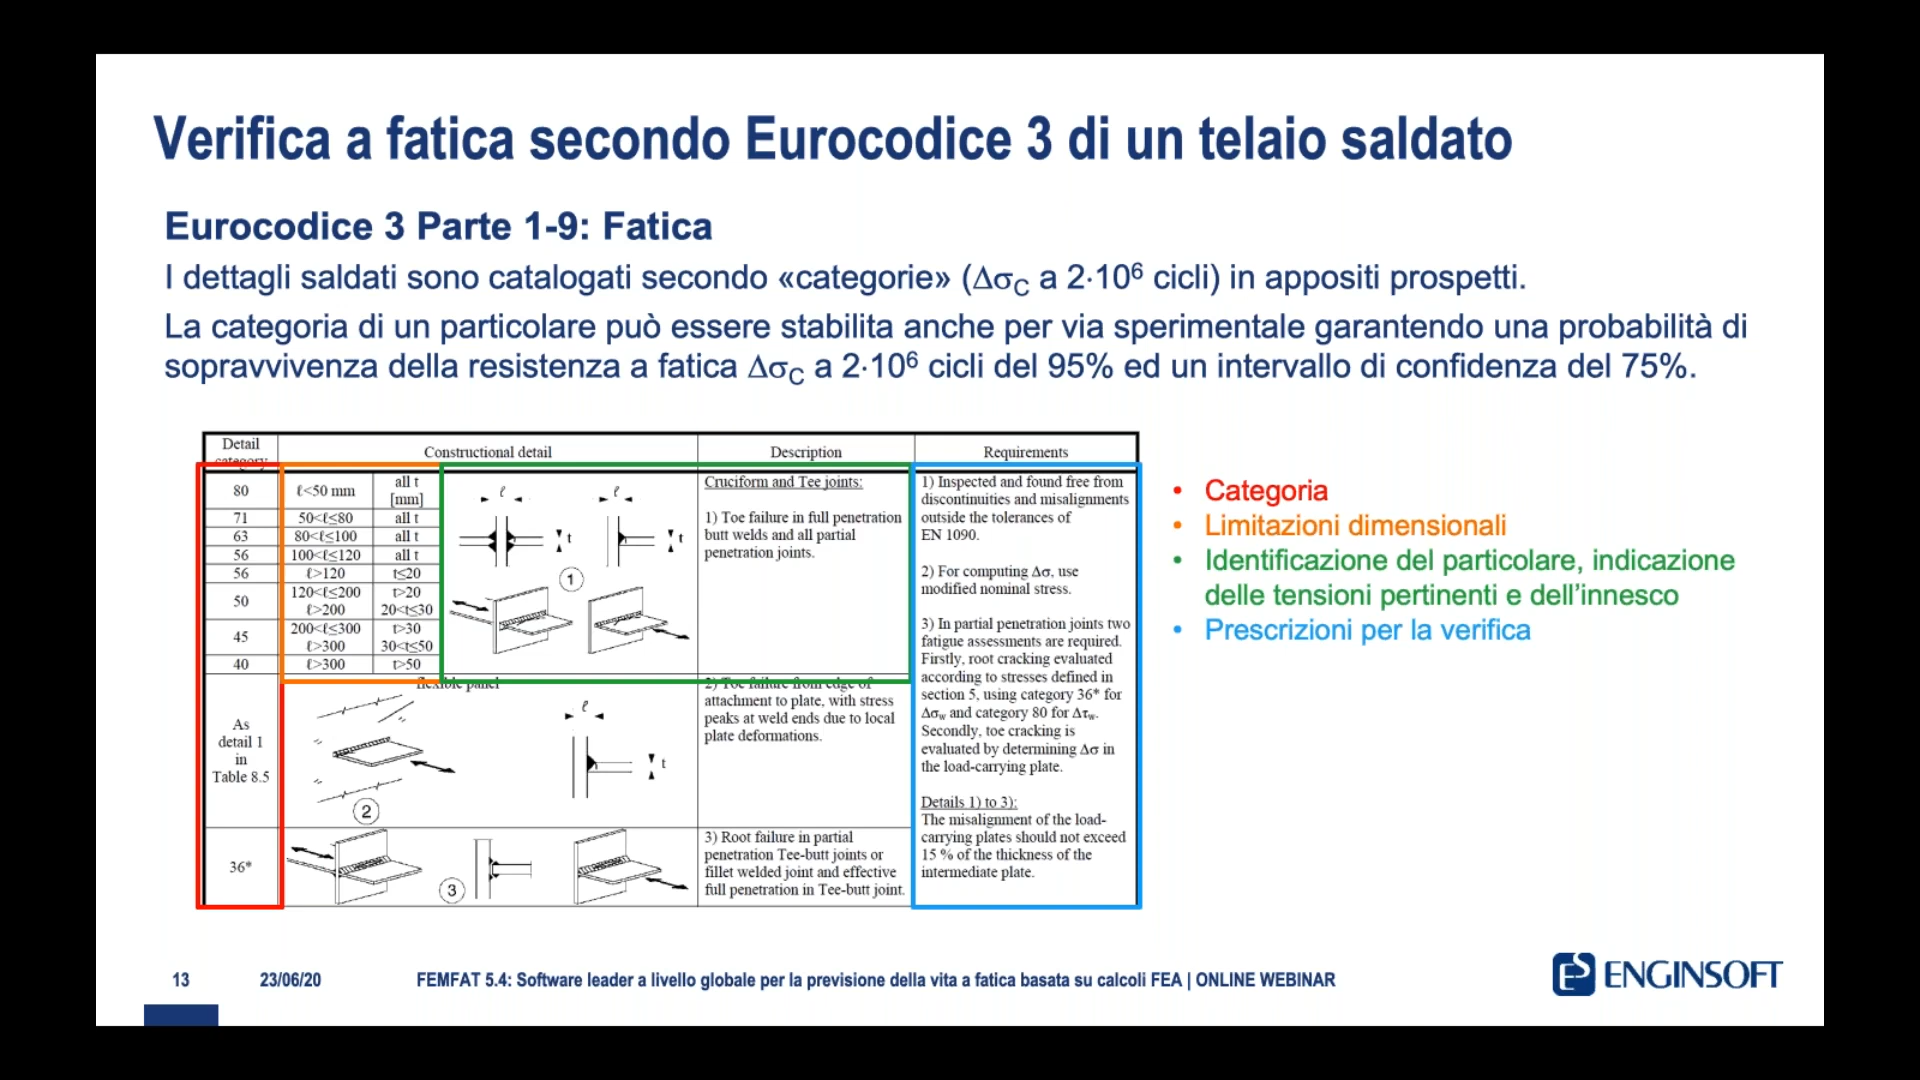 Verifica a fatica secondo Eurocodice 3 di un telaio saldato
Eurocodice 3 Parte 1-9: Fatica
I dettagli saldati sono catalogati secondo «categorie» (ΔσC a 2·10⁶ cicli) in appositi prospetti.
La categoria di un particolare può essere stabilita anche per via sperimentale garantendo una probabilità di
sopravvivenza della resistenza a fatica ΔσC a 2·10⁶ cicli del 95% ed un intervallo di confidenza del 75%.
Detail
category
Constructional detail
Description
Requirements
80
ℓ<50 mm
all t
[mm]
71
50<ℓ≤80
all t
63
80<ℓ≤100
all t
56
100<ℓ≤120
all t
56
ℓ>120
t≤20
50
120<ℓ≤200
ℓ>200
t>20
20<t≤30
45
200<ℓ≤300
ℓ>300
t>30
30<t≤50
40
ℓ>300
t>50
ℓ
ℓ
t
t
1
Cruciform and Tee joints:
1) Toe failure in full penetration
butt welds and all partial
penetration joints.
1) Inspected and found free from
discontinuities and misalignments
outside the tolerances of
EN 1090.
2) For computing Δσ, use
modified nominal stress.
3) In partial penetration joints two
fatigue assessments are required.
Firstly, root cracking evaluated
according to stresses defined in
section 5, using category 36* for
Δσw and category 80 for Δτw.
Secondly, toe cracking is
evaluated by determining Δσ in
the load-carrying plate.
Details 1) to 3):
The misalignment of the load-
carrying plates should not exceed
15 % of the thickness of the
intermediate plate.
As
detail 1
in
Table 8.5
flexible panel
ℓ
t
2
2) Toe failure from edge of
attachment to plate, with stress
peaks at weld ends due to local
plate deformations.
36*
3
3) Root failure in partial
penetration Tee-butt joints or
fillet welded joint and effective
full penetration in Tee-butt joint.
• Categoria
• Limitazioni dimensionali
• Identificazione del particolare, indicazione
delle tensioni pertinenti e dell'innesco
• Prescrizioni per la verifica
13
23/06/20
FEMFAT 5.4: Software leader a livello globale per la previsione della vita a fatica basata su calcoli FEA | ONLINE WEBINAR
ES ENGINSOFT